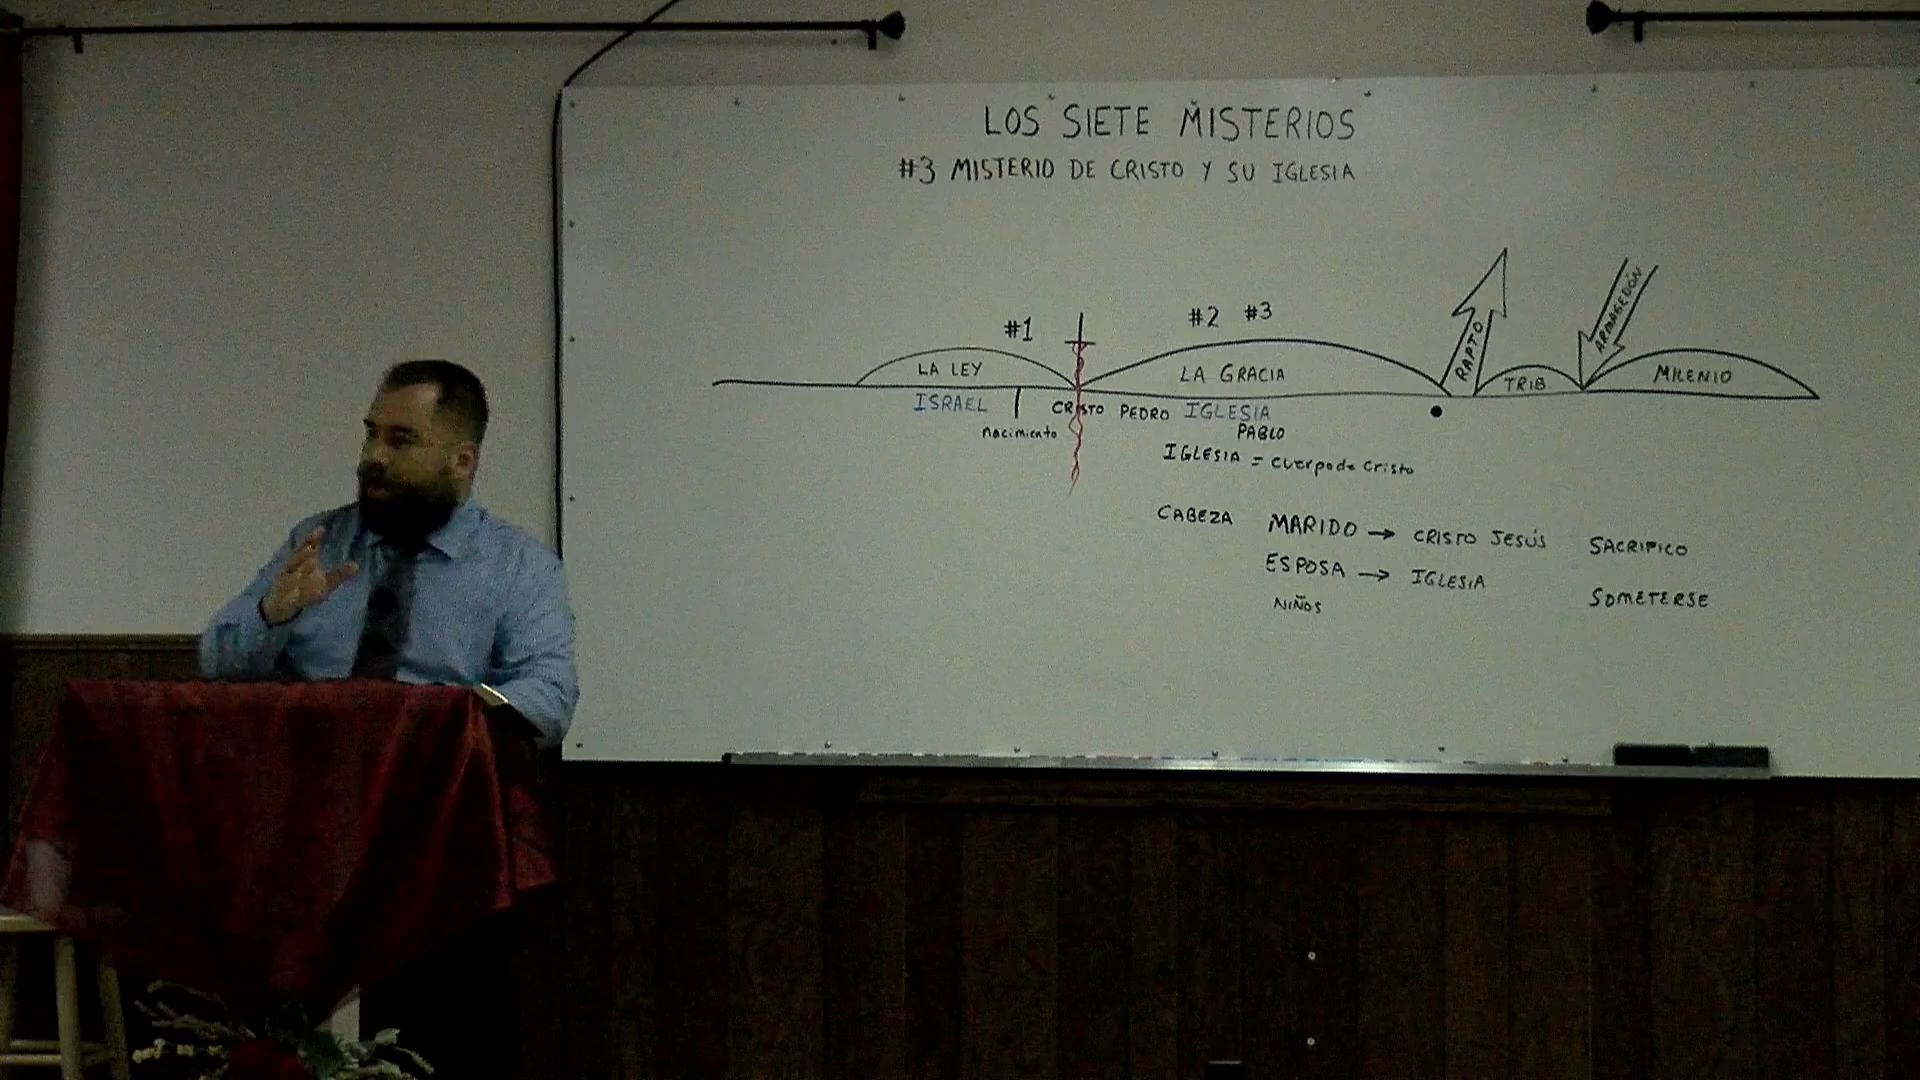 LOS SIETE MISTERIOS
#3 MISTERIO DE CRISTO Y SU IGLESIA
#1
#2 #3
RAPTO
ARMAGEDÓN
LA LEY
LA GRACIA
TRIB.
MILENIO
ISRAEL
CRISTO PEDRO IGLESIA
nacimiento
PABLO
IGLESIA = cuerpo de Cristo
CABEZA MARIDO → CRISTO JESÚS SACRIFICO
ESPOSA → IGLESIA
NIÑOS
SOMETERSE